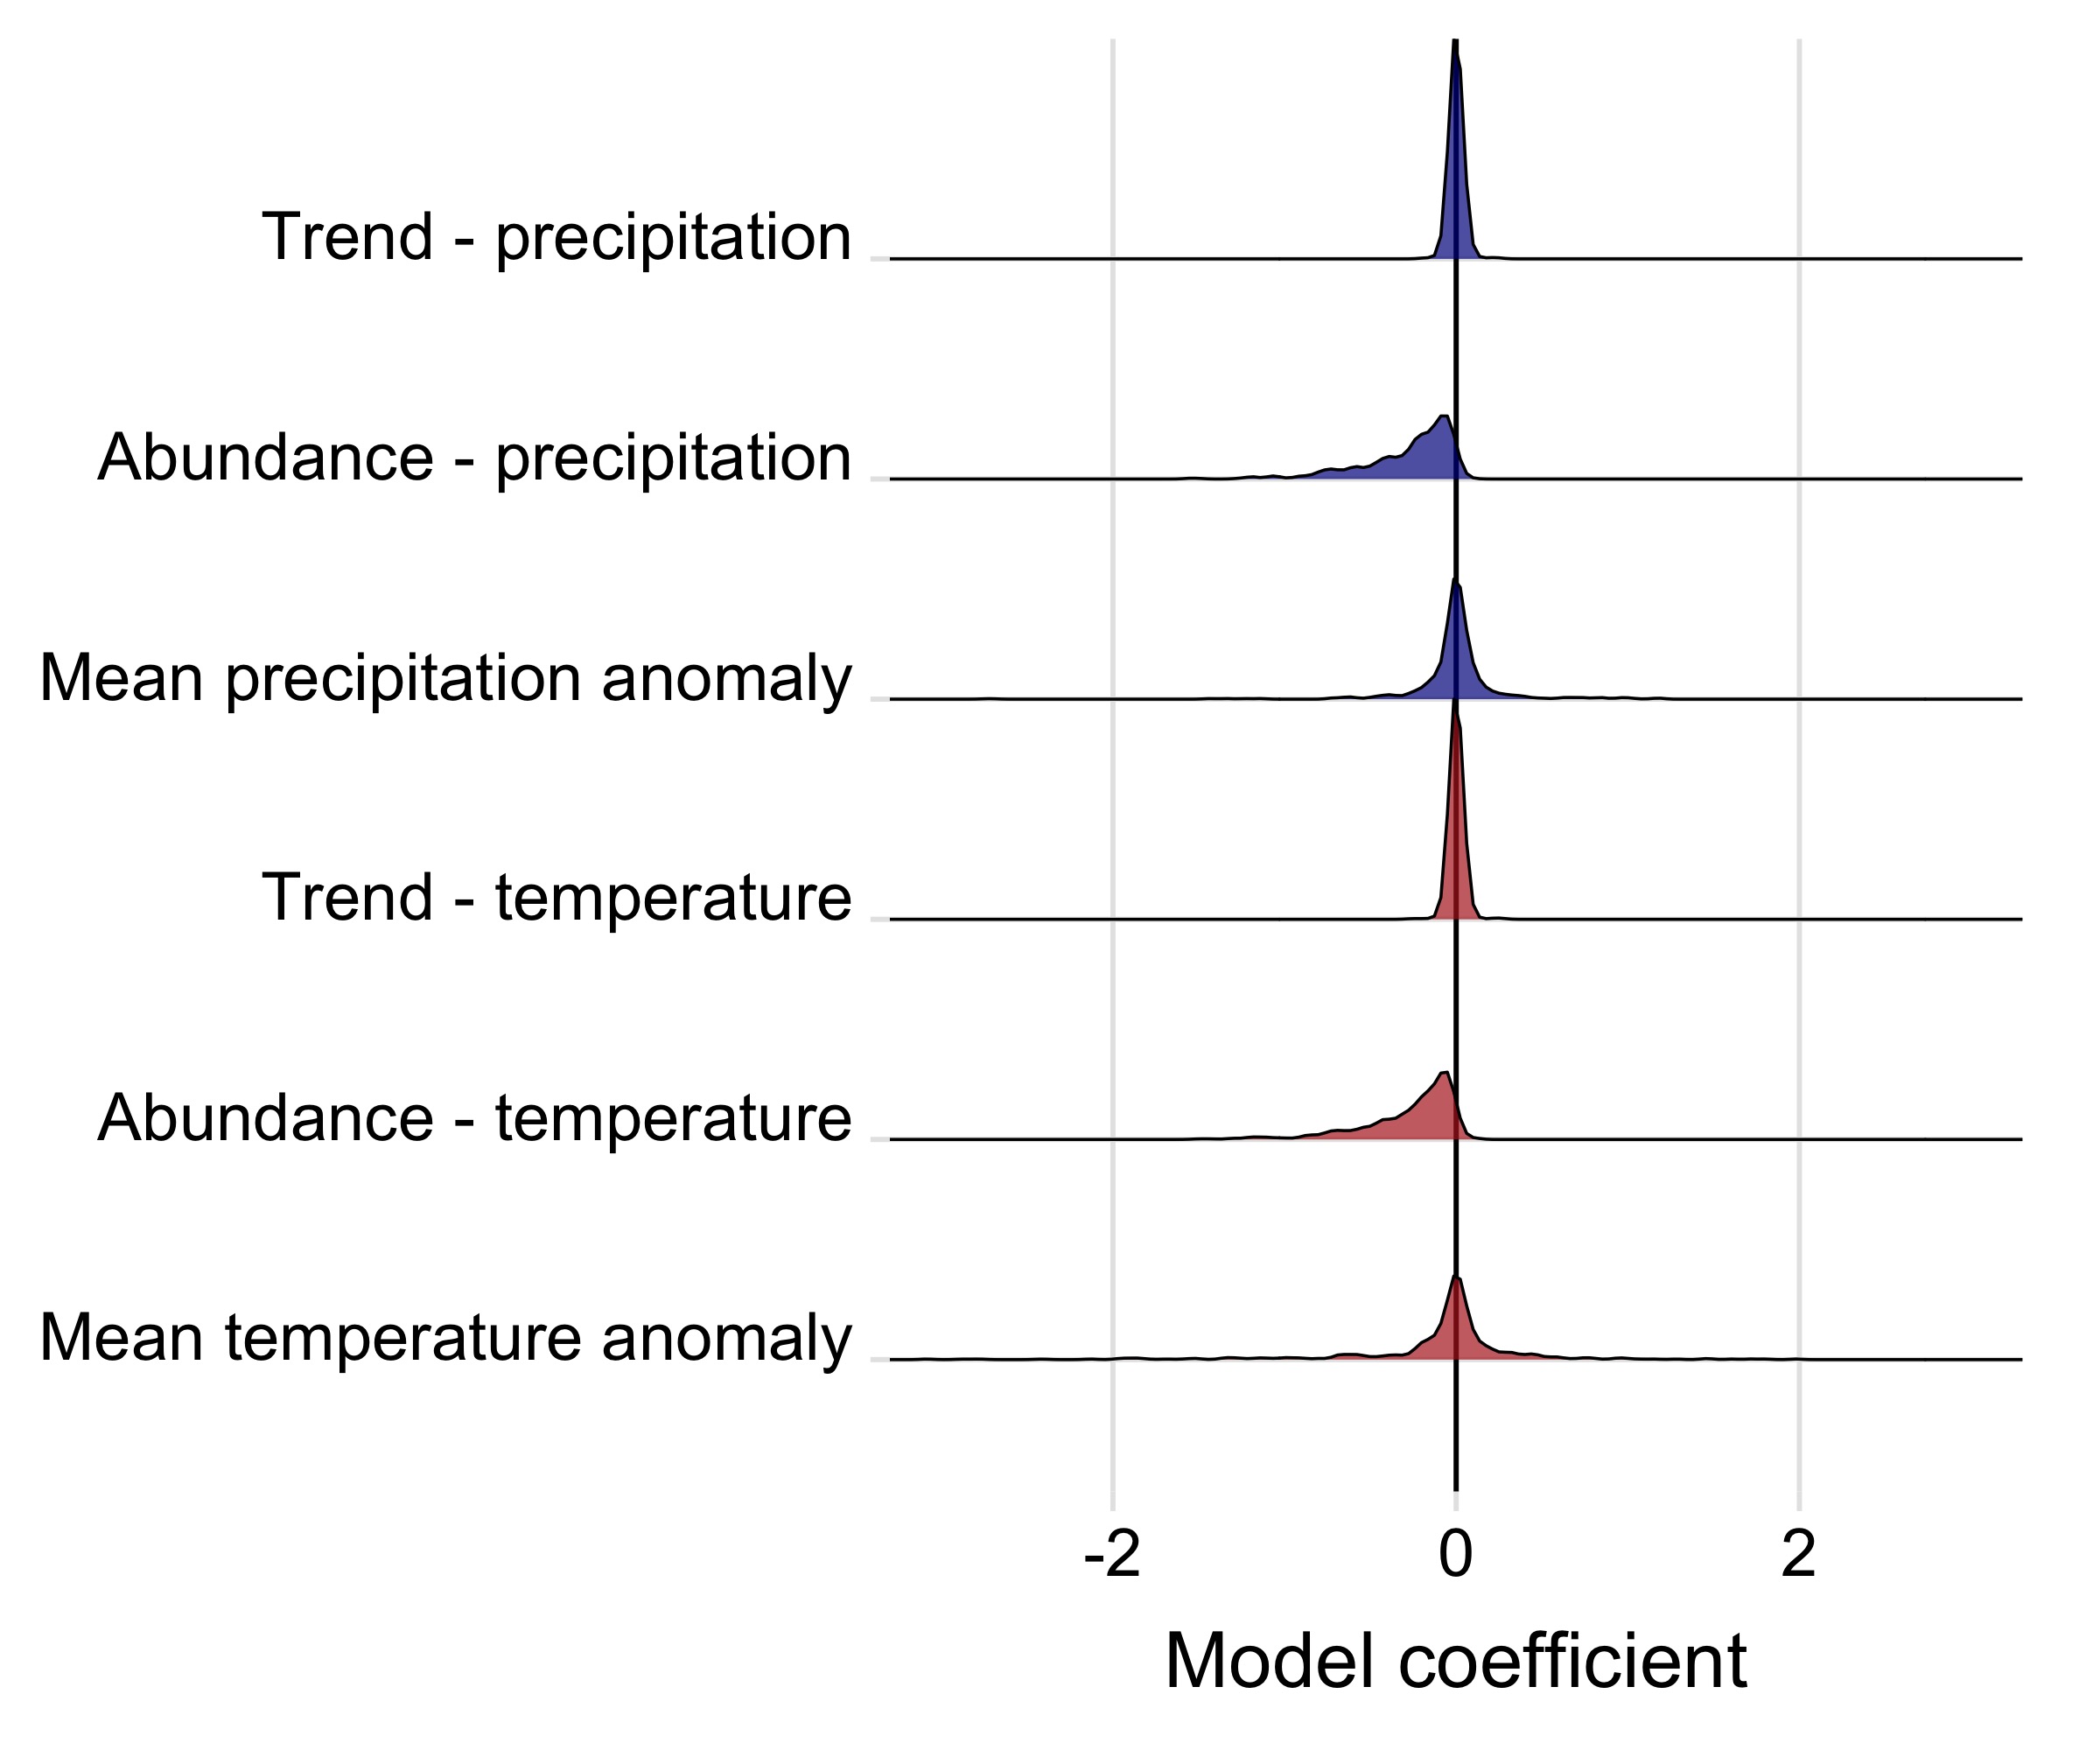 Trend - precipitation
Abundance - precipitation
Mean precipitation anomaly
Trend - temperature
Abundance - temperature
Mean temperature anomaly
-2 0 2
Model coefficient